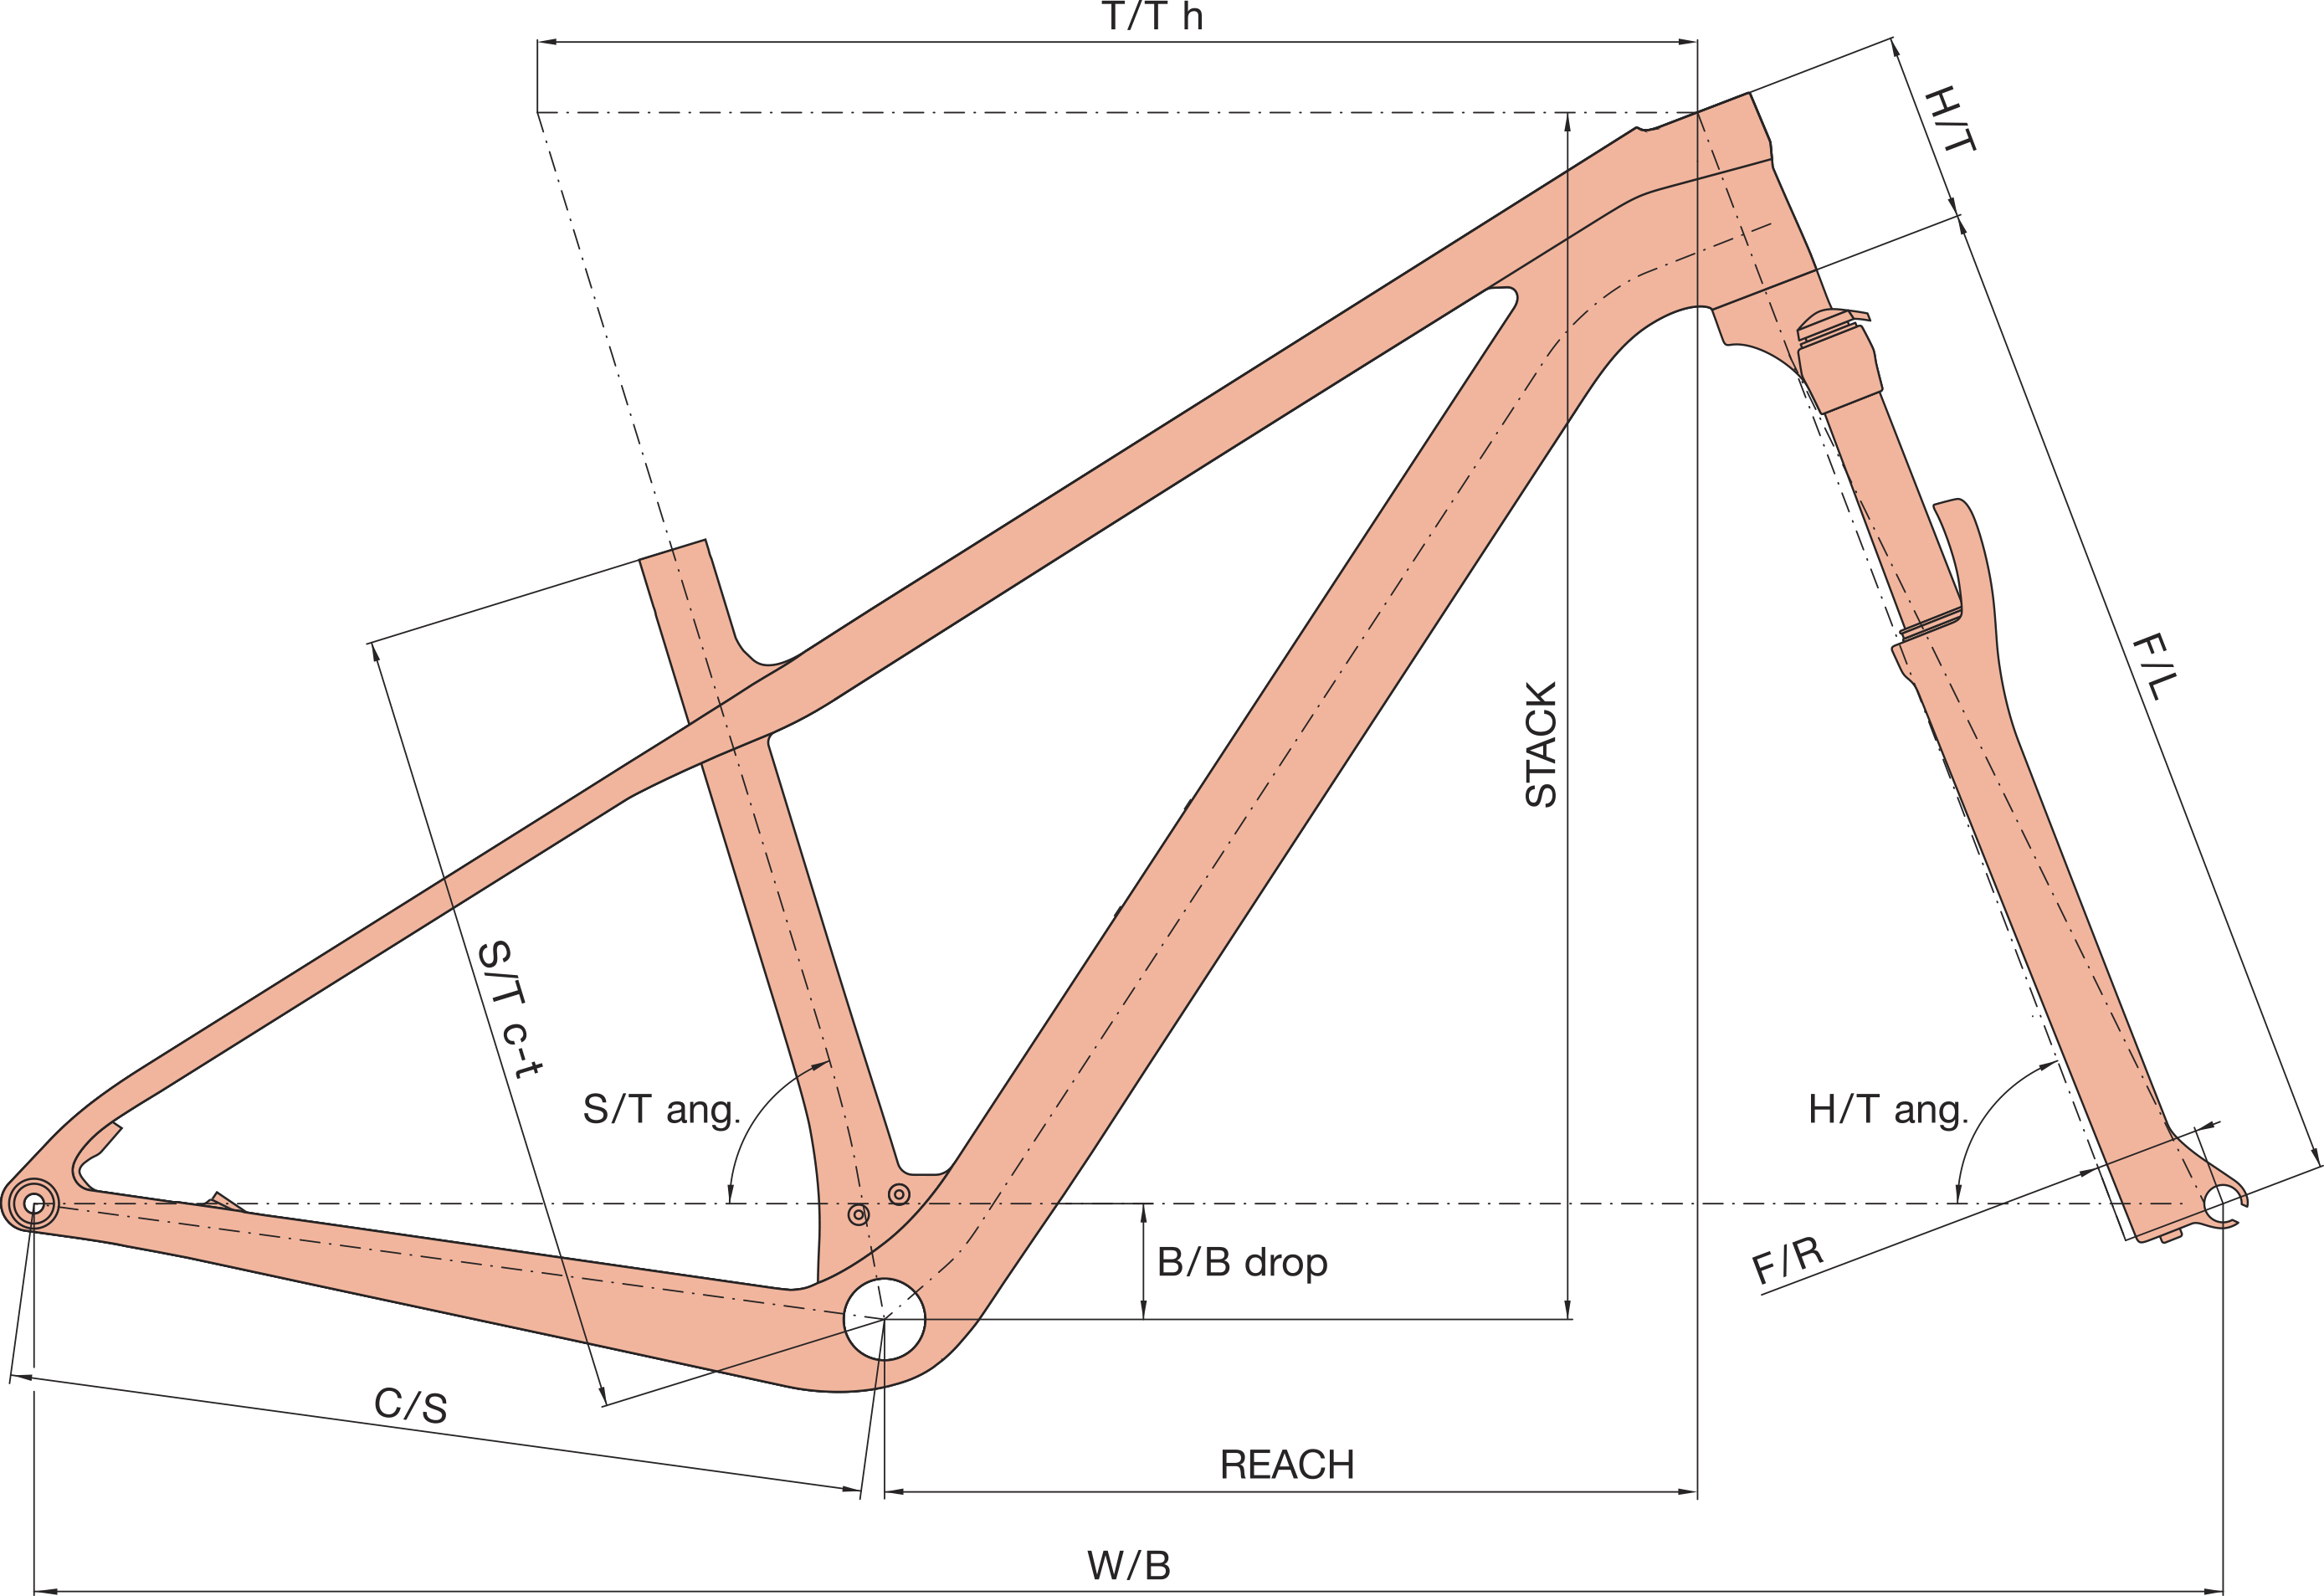 T/T h
H/T
F/L
STACK
S/T c-t
S/T ang.
H/T ang.
B/B drop
F/R
C/S
REACH
W/B